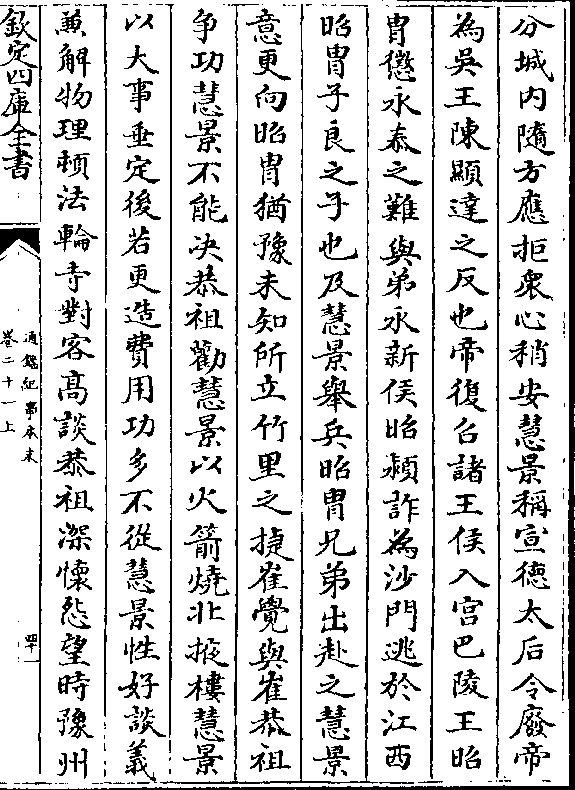 分城内隨方應拒衆心稍安慧景稱宣徳太后令廢帝
為吳王陳顯達之反也帝復台諸王侯入宫巴陵王昭
胄懲永泰之難與弟永新侯昭頴詐為沙門逃於江西
昭胄子良之子也及慧景舉兵昭胄兄弟出赴之慧景
意更向昭胄猶豫未知所立竹里之捷崔覺與崔恭祖
争功慧景不能决恭祖勸慧景以火箭燒北掖樓慧景
以大事垂定後若更造費用功多不從慧景性好談義
兼解物理頓法輪寺對客髙談恭祖深懷怨望時豫州
欽定四庫全書
通鑑紀事本末
卷二十一上
四十一